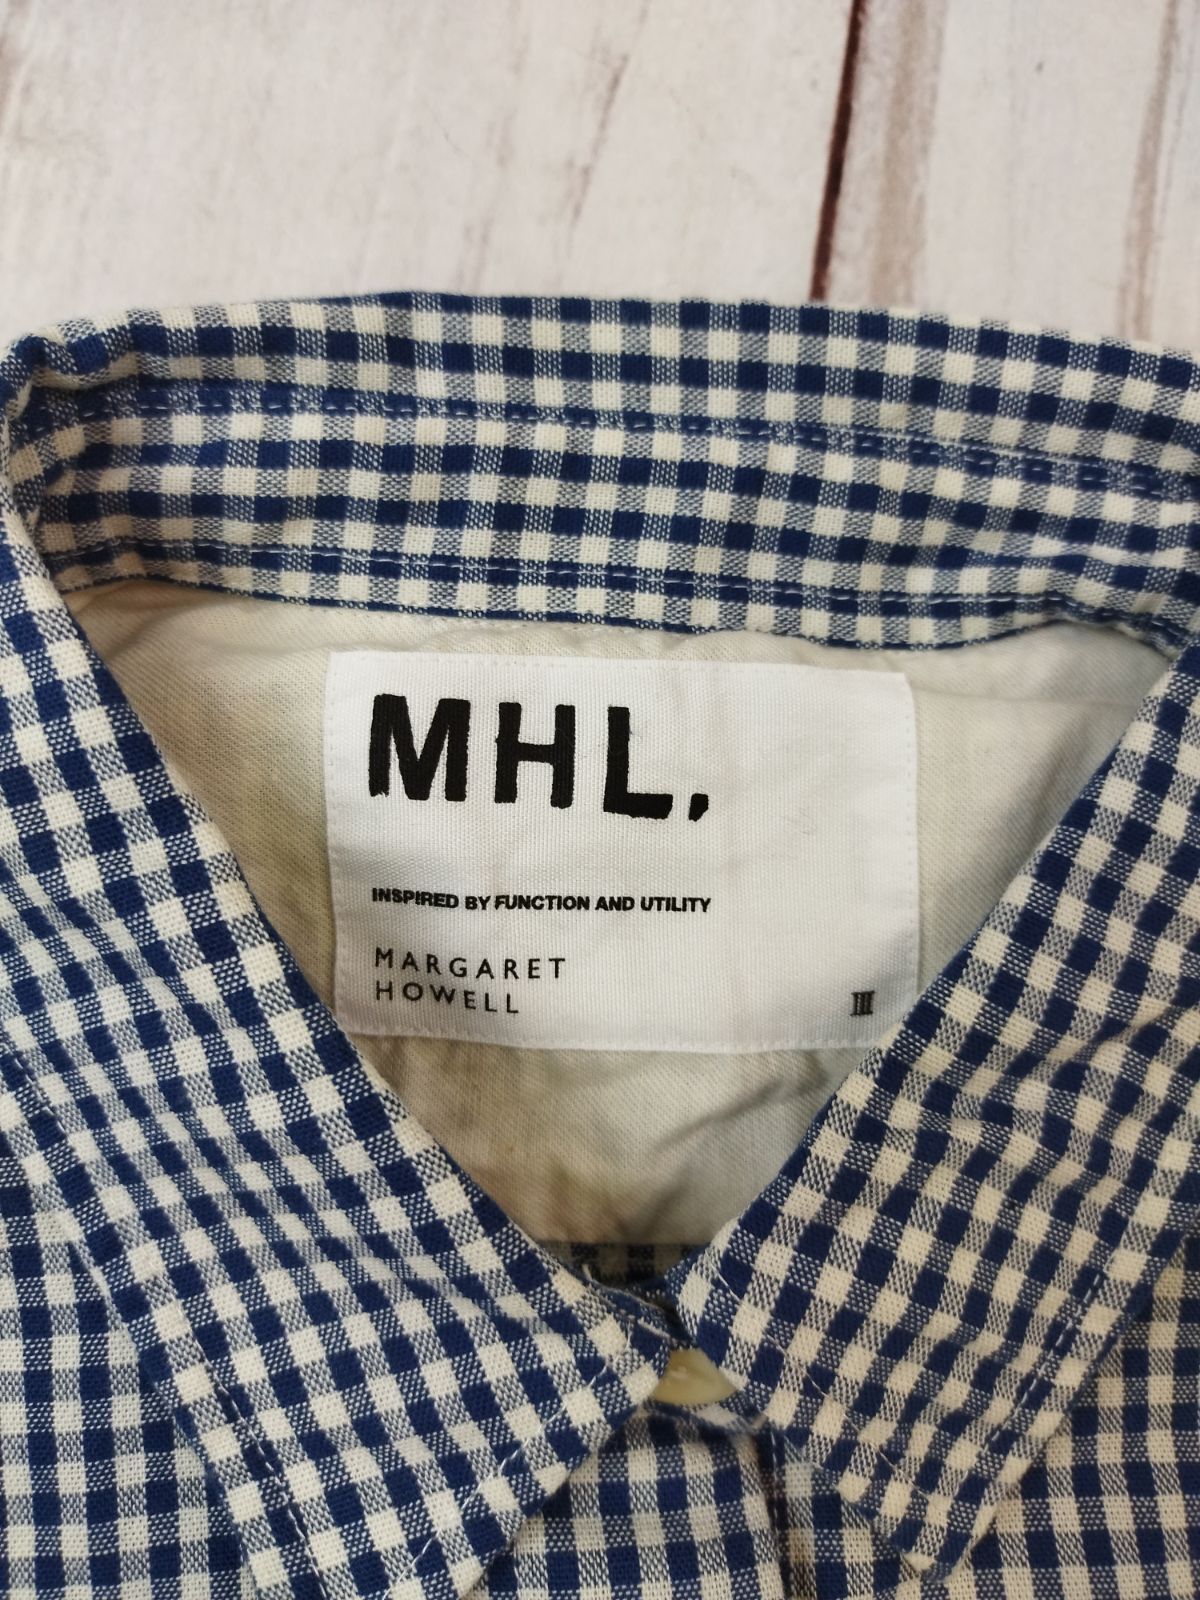 MHL.
INSPIRED BY FUNCTION AND UTILITY
MARGARET
HOWELL
III